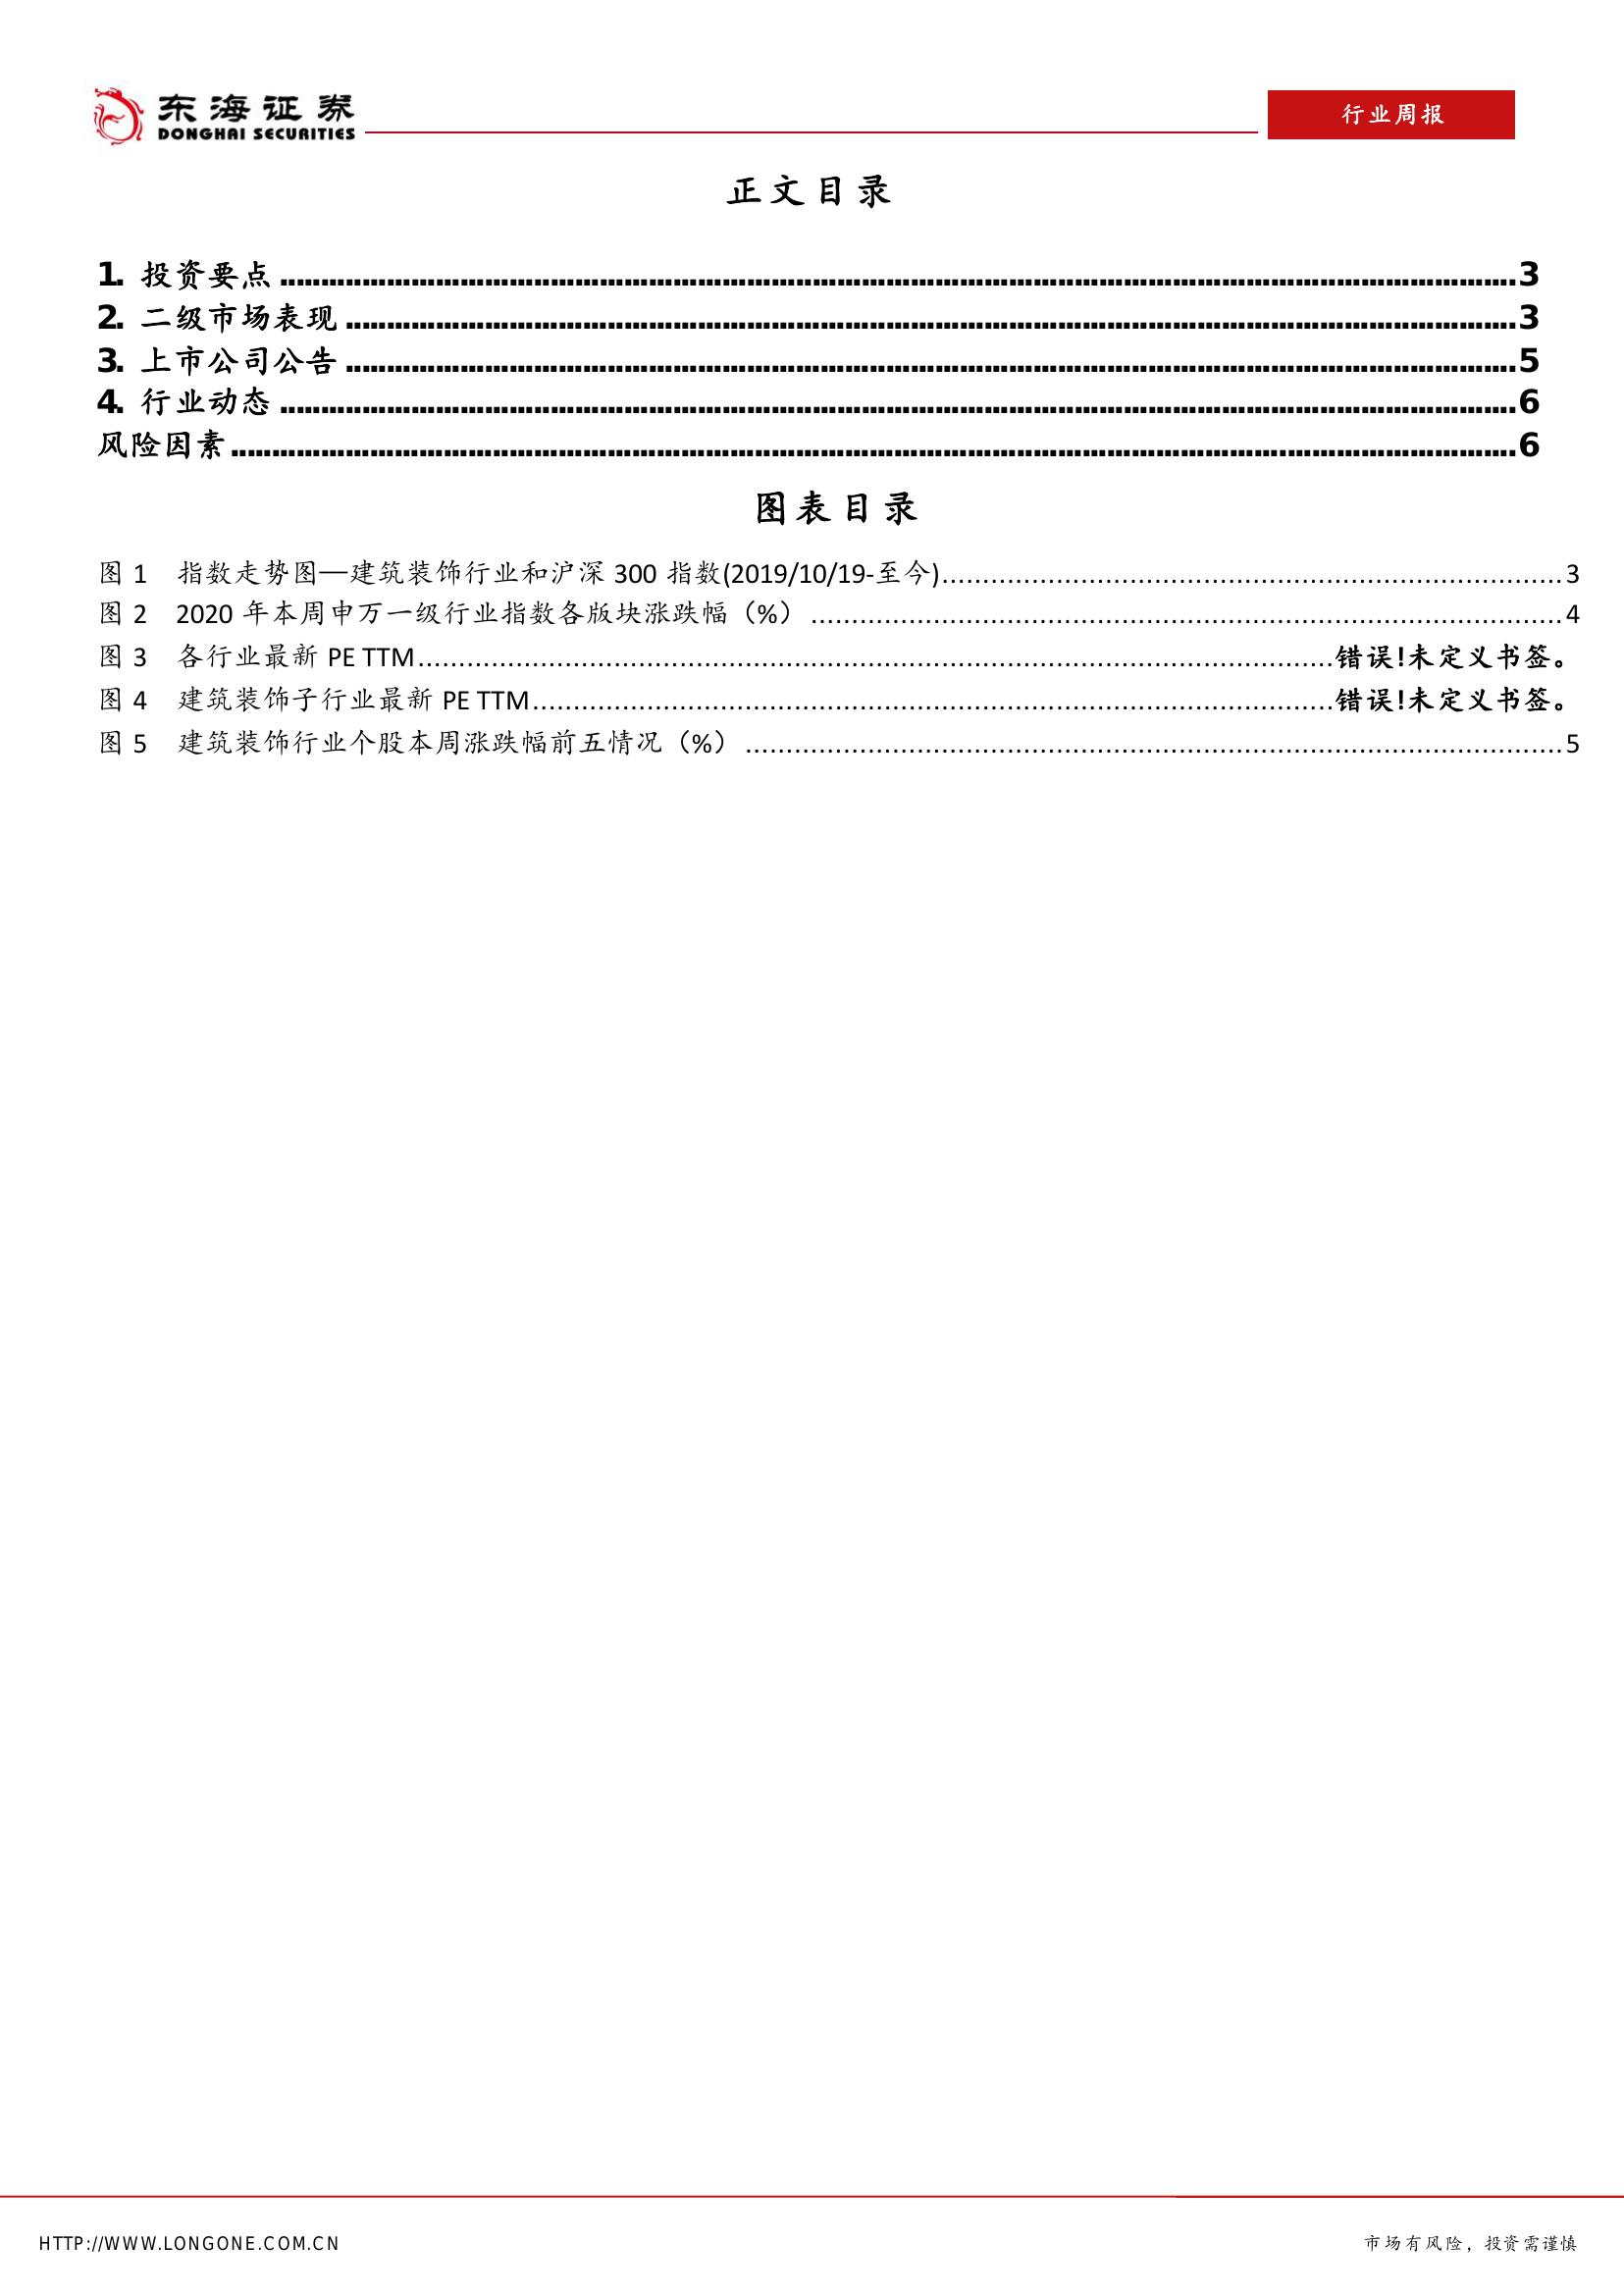 东海证券
DONGHAI SECURITIES
行业周报
正文目录
1. 投资要点........................3
2. 二级市场表现........................3
3. 上市公司公告........................5
4. 行业动态........................6
风险因素........................6
图表目录
图 1 指数走势图—建筑装饰行业和沪深 300 指数(2019/10/19-至今)........................3
图 2 2020 年本周申万一级行业指数各版块涨跌幅（%）........................4
图 3 各行业最新 PE TTM........................错误!未定义书签。
图 4 建筑装饰子行业最新 PE TTM........................错误!未定义书签。
图 5 建筑装饰行业个股本周涨跌幅前五情况（%）........................5
HTTP://WWW.LONGONE.COM.CN
市场有风险，投资需谨慎